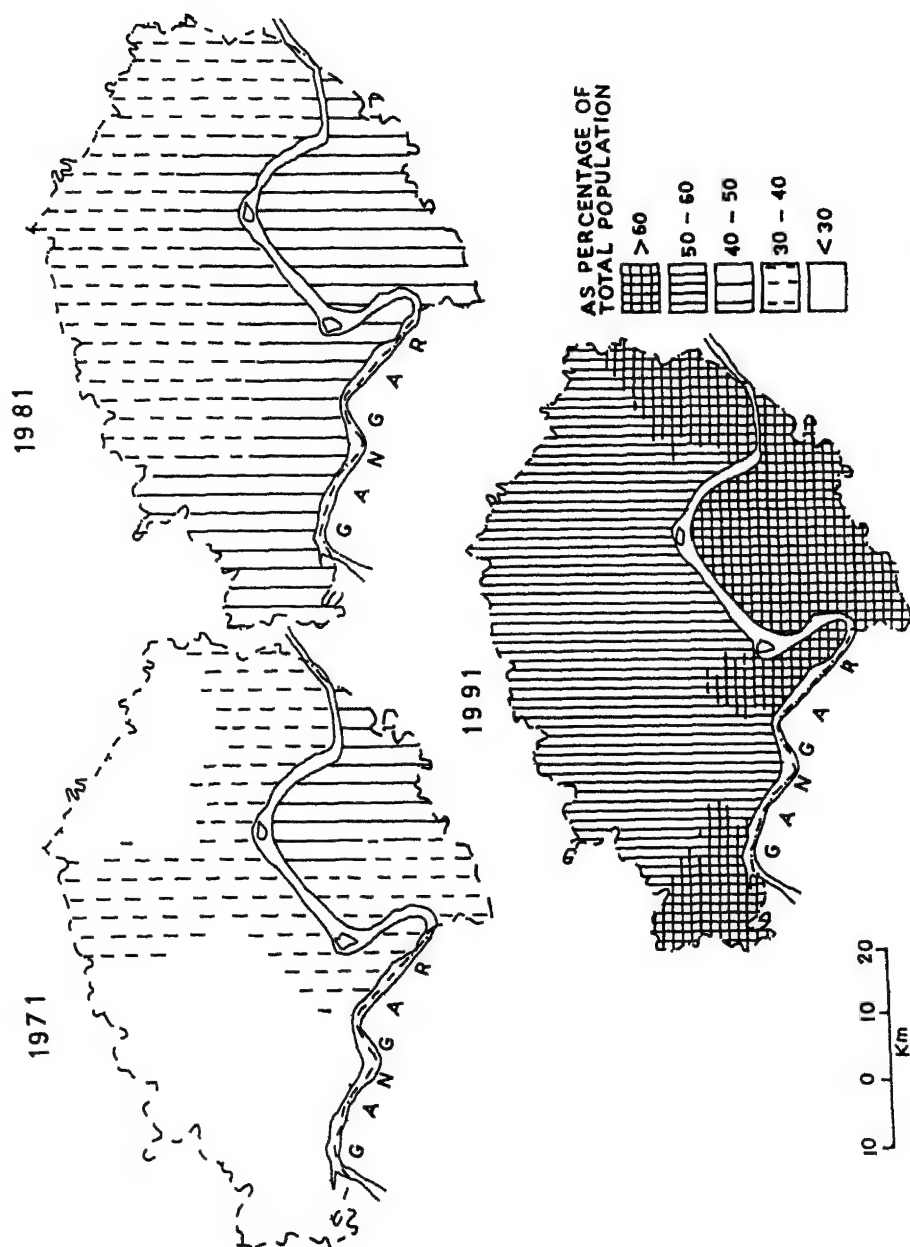 1971
GANGA R
1981
GANGA R
1991
GANGA R
AS PERCENTAGE OF
TOTAL POPULATION
>60
50 - 60
40 - 50
30 - 40
<30
10 0 10 20
Km